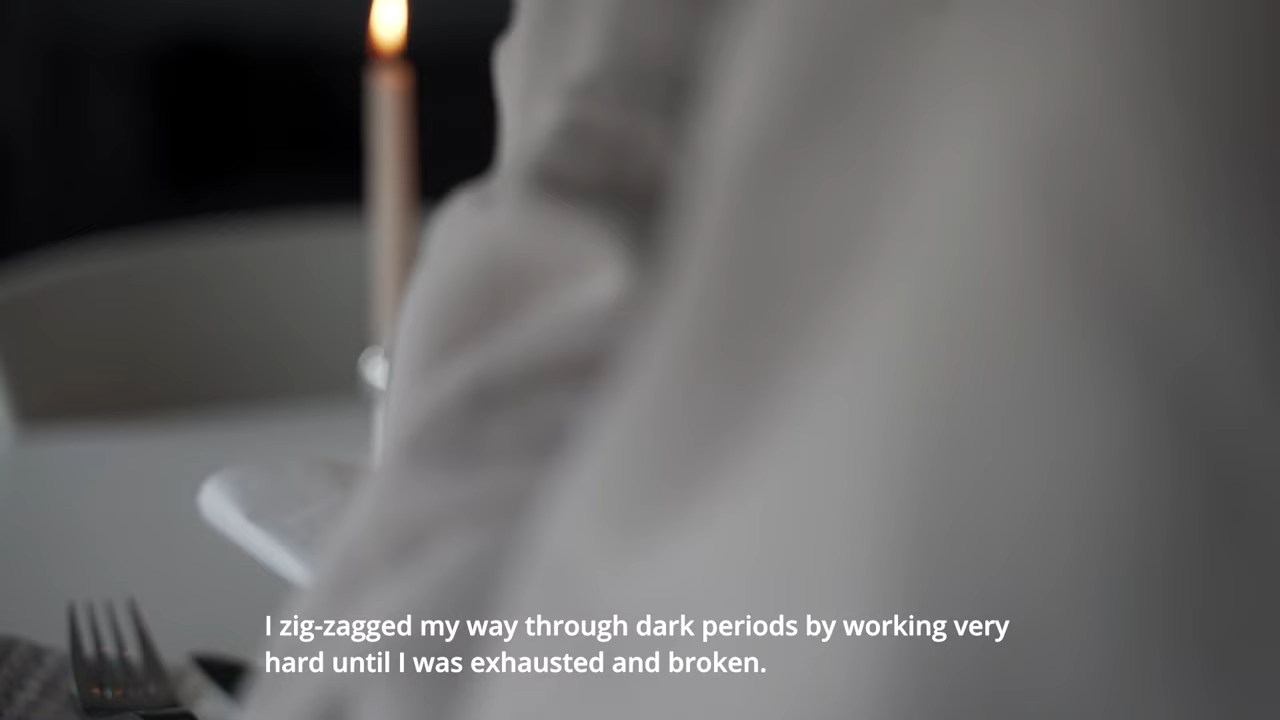 I zig-zagged my way through dark periods by working very
hard until I was exhausted and broken.